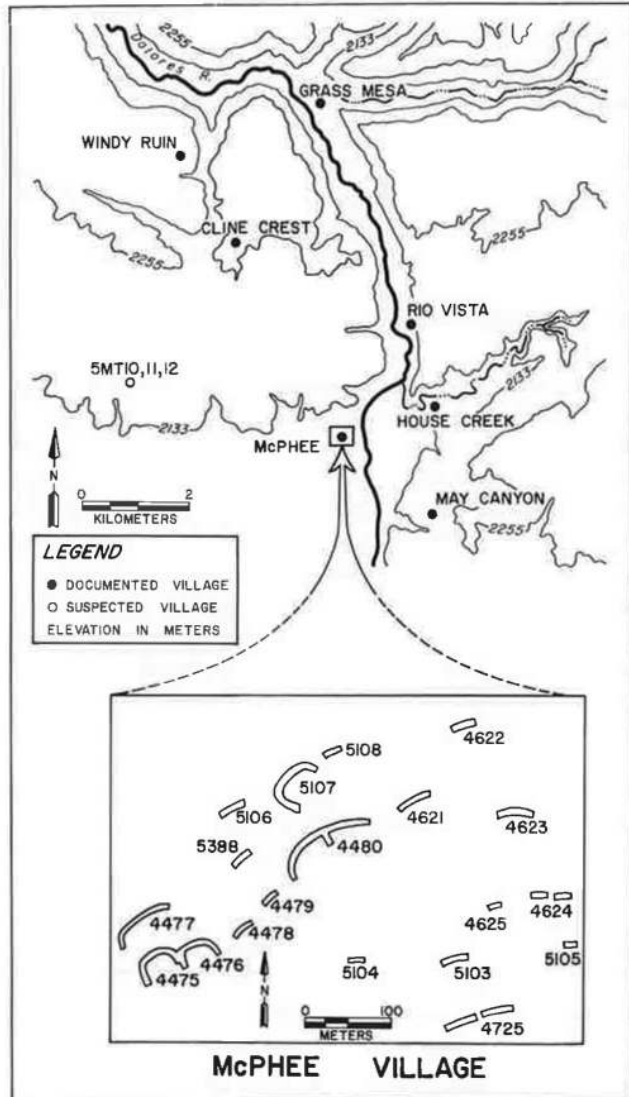 2255
2133
Dolores R.
GRASS MESA
WINDY RUIN
CLINE CREST
2255
2255
RIO VISTA
5MT10,11,12
2133
2133
HOUSE CREEK
McPHEE
N
0 2
KILOMETERS
MAY CANYON
2255
LEGEND
DOCUMENTED VILLAGE
SUSPECTED VILLAGE
ELEVATION IN METERS
4622
5108
5107
5106
4621
4623
5388
4480
4479
4477
4625
4624
4478
4475
4476
5104
5103
5105
N
0 100
METERS
4725
McPHEE VILLAGE